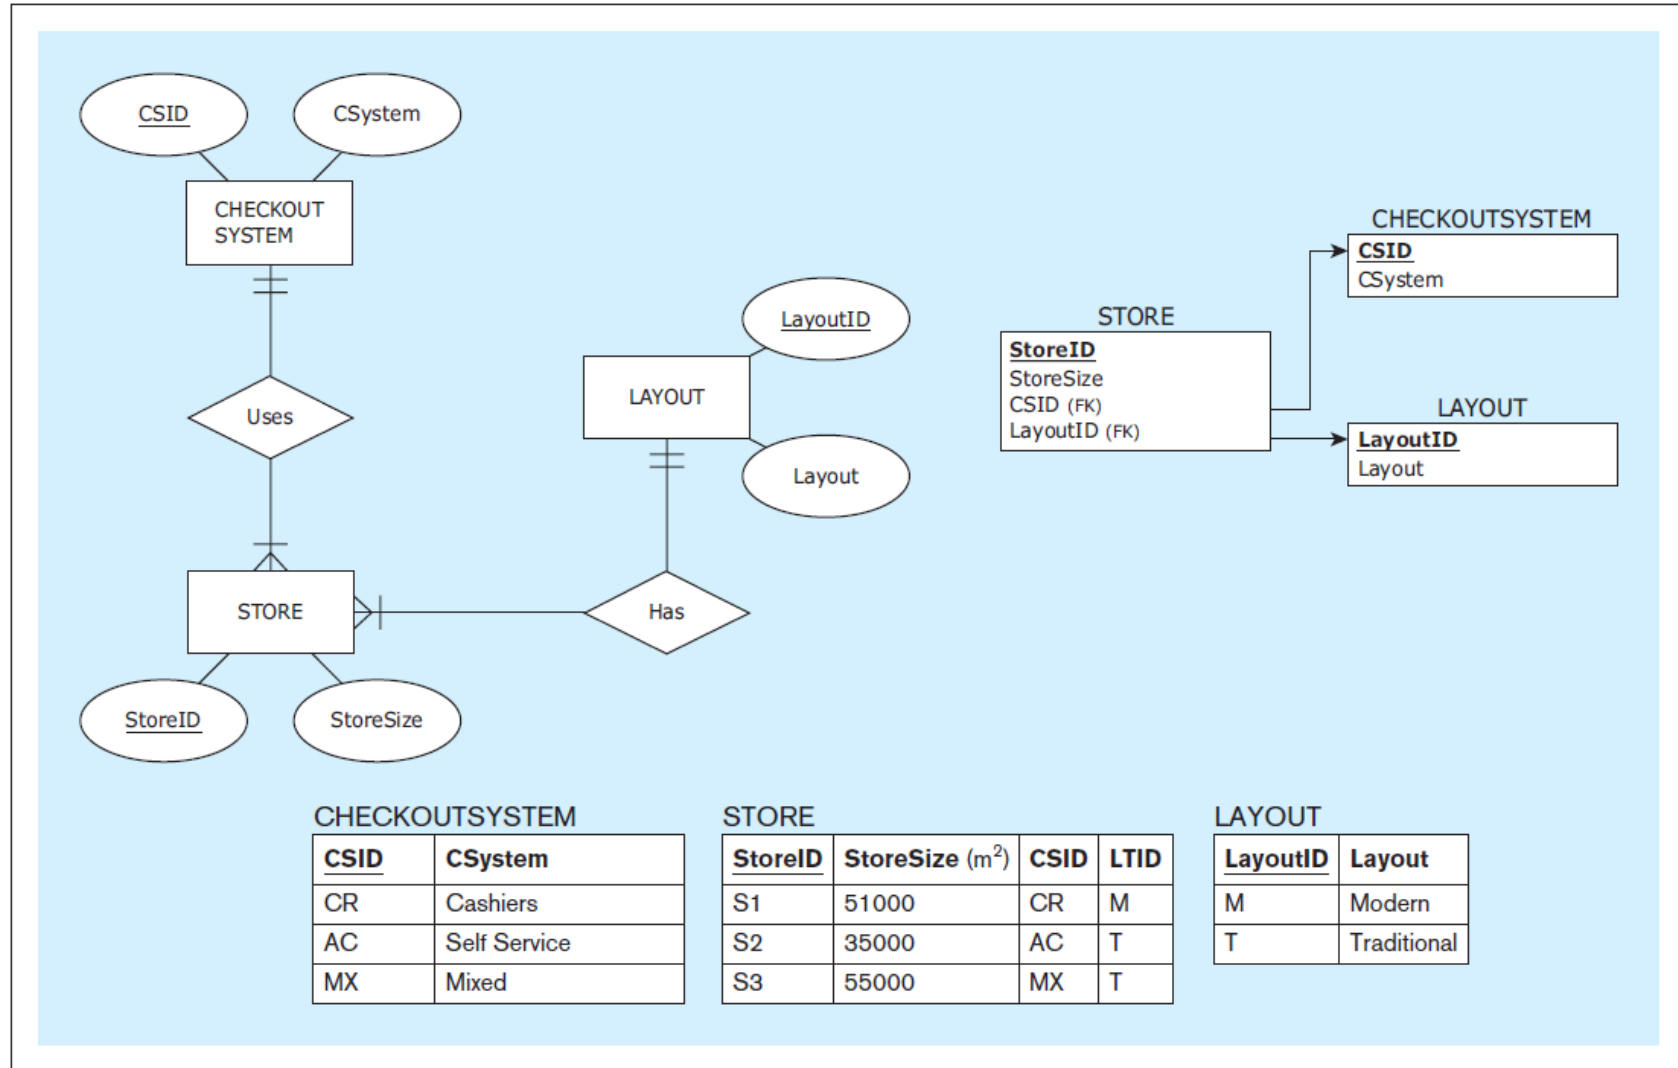 CSID
CSystem
CHECKOUT
SYSTEM
Uses
STORE
StoreID
StoreSize
LayoutID
LAYOUT
Layout
Has
CHECKOUTSYSTEM
CSID
CSystem
STORE
StoreID
StoreSize
CSID (FK)
LayoutID (FK)
LAYOUT
LayoutID
Layout
CHECKOUTSYSTEM
CSID CSystem
CR Cashiers
AC Self Service
MX Mixed
STORE
StoreID StoreSize (m²) CSID LTID
S1 51000 CR M
S2 35000 AC T
S3 55000 MX T
LAYOUT
LayoutID Layout
M Modern
T Traditional